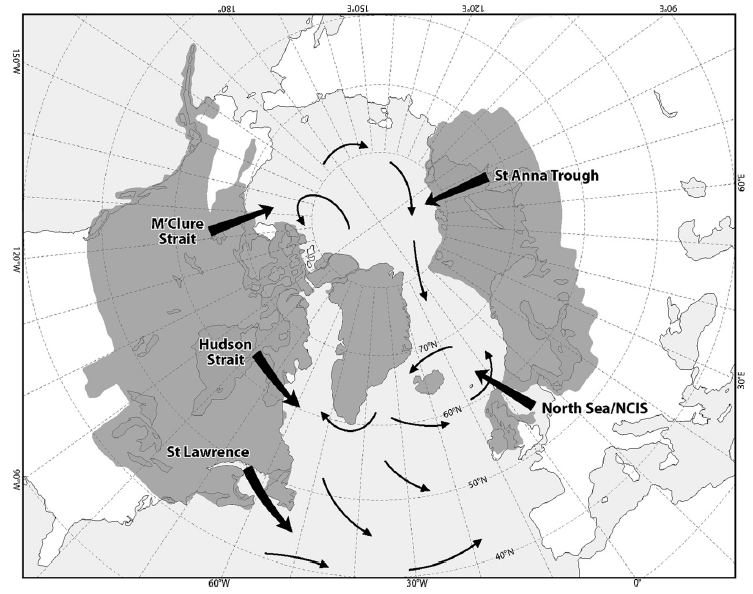 180°
150°E
120°E
90°E
150°W
St Anna Trough
60°E
M'Clure
Strait
120°W
Hudson
Strait
70°N
30°E
60°N
North Sea/NCIS
St Lawrence
90°W
50°N
40°N
60°W
30°W
0°